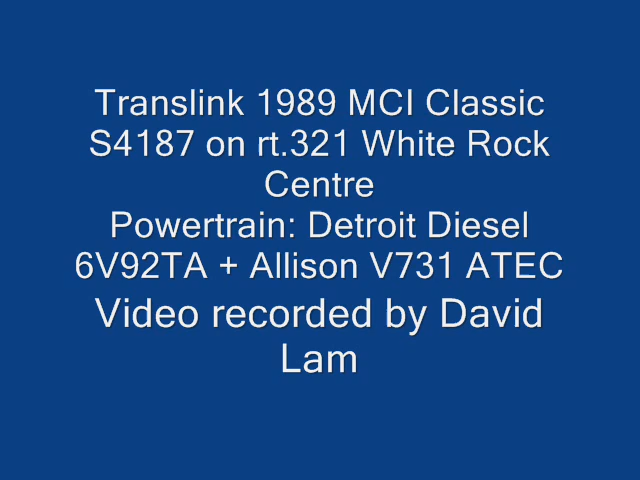 Translink 1989 MCI Classic
S4187 on rt.321 White Rock
Centre
Powertrain: Detroit Diesel
6V92TA + Allison V731 ATEC
Video recorded by David
Lam